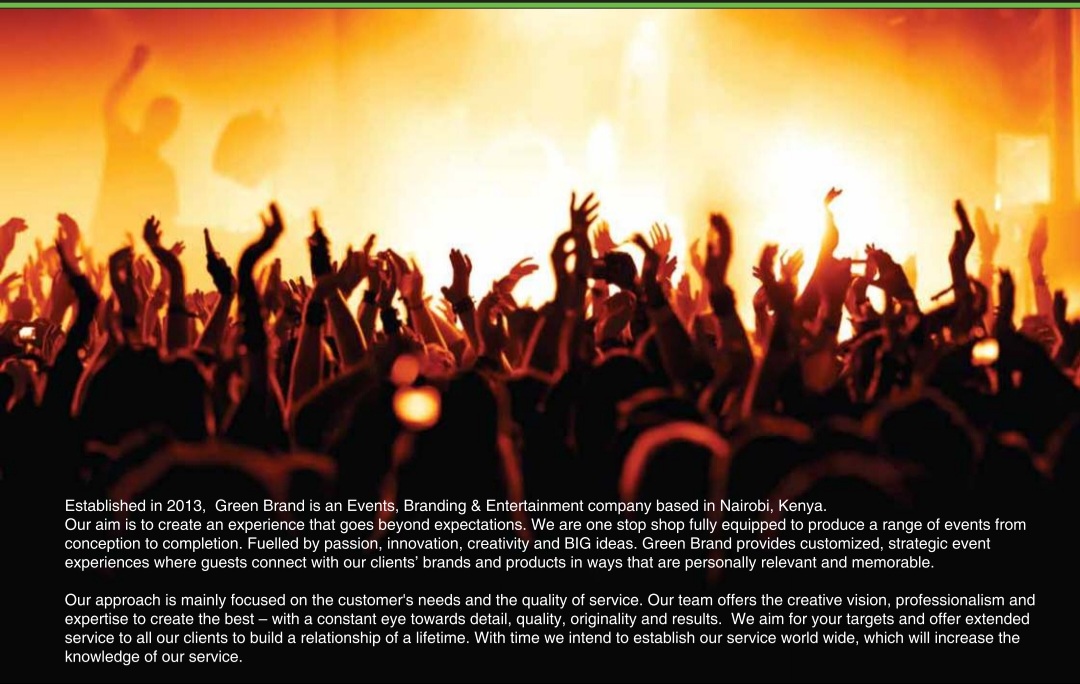 Established in 2013,  Green Brand is an Events, Branding & Entertainment company based in Nairobi, Kenya.
Our aim is to create an experience that goes beyond expectations. We are one stop shop fully equipped to produce a range of events from
conception to completion. Fuelled by passion, innovation, creativity and BIG ideas. Green Brand provides customized, strategic event
experiences where guests connect with our clients’ brands and products in ways that are personally relevant and memorable.

Our approach is mainly focused on the customer's needs and the quality of service. Our team offers the creative vision, professionalism and
expertise to create the best – with a constant eye towards detail, quality, originality and results.  We aim for your targets and offer extended
service to all our clients to build a relationship of a lifetime. With time we intend to establish our service world wide, which will increase the
knowledge of our service.